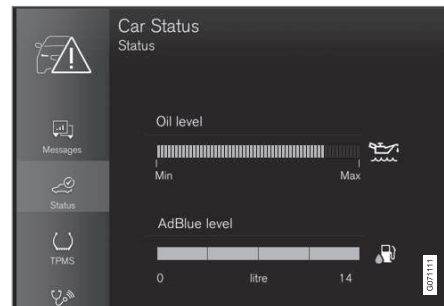 Car Status
Status
Messages
Status
TPMS
Oil level
Min Max
AdBlue level
0 litre 14
G071111